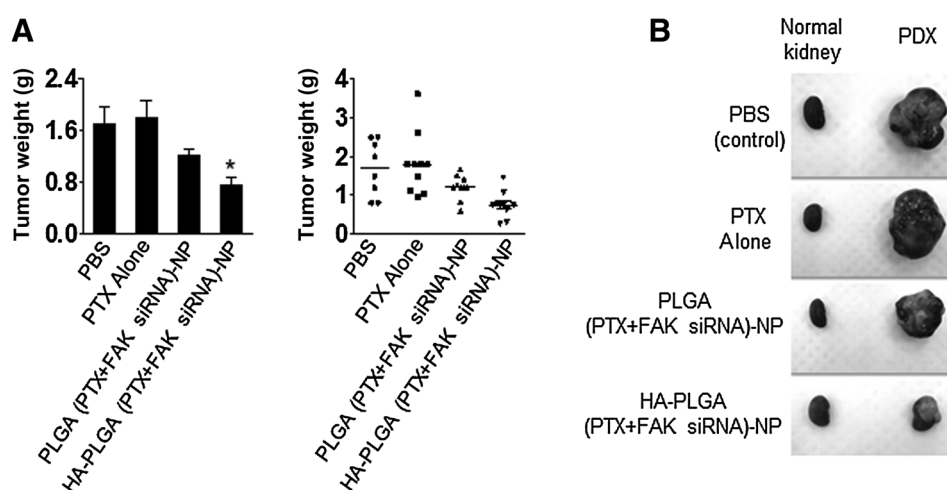 A
Tumor weight (g)
2.4
1.6
0.8
0.0
*
PBS
PTX Alone
PLGA (PTX+FAK siRNA)-NP
HA-PLGA (PTX+FAK siRNA)-NP
Tumor weight (g)
4
3
2
1
0
PBS
PTX Alone
PLGA (PTX+FAK siRNA)-NP
HA-PLGA (PTX+FAK siRNA)-NP
B
Normal
kidney
PDX
PBS
(control)
PTX
Alone
PLGA
(PTX+FAK siRNA)-NP
HA-PLGA
(PTX+FAK siRNA)-NP